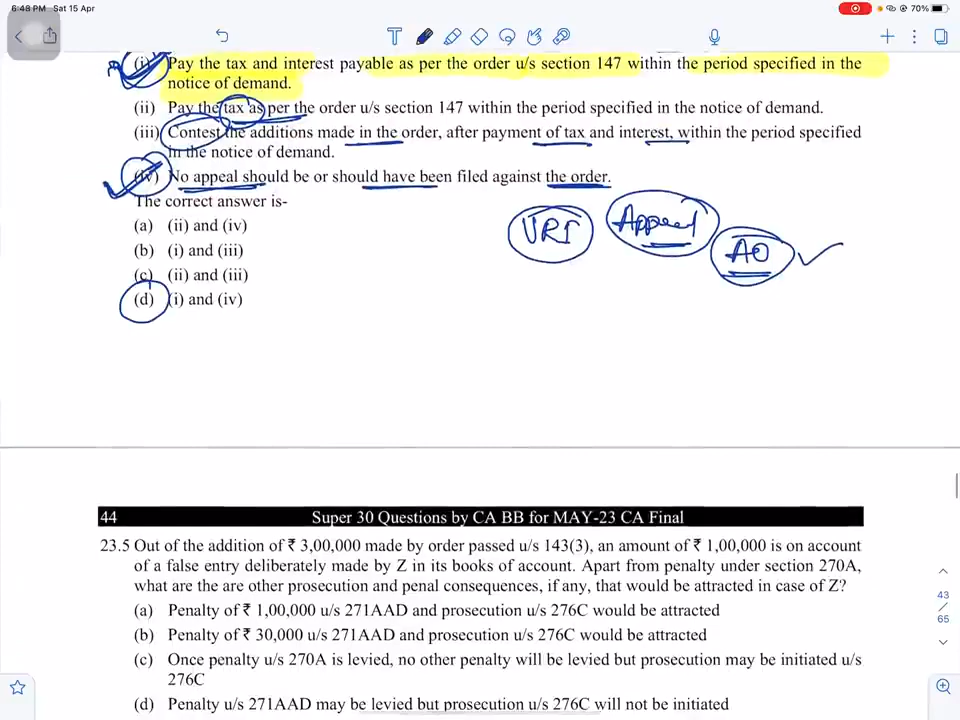 6:48 PM Sat 15 Apr
70%
(i) Pay the tax and interest payable as per the order u/s section 147 within the period specified in the
notice of demand.
(ii) Pay the tax as per the order u/s section 147 within the period specified in the notice of demand.
(iii) Contest the additions made in the order, after payment of tax and interest, within the period specified
in the notice of demand.
(iv) No appeal should be or should have been filed against the order.
The correct answer is-
(a) (ii) and (iv)
(b) (i) and (iii)
(c) (ii) and (iii)
(d) (i) and (iv)
Appeal
AO
44 Super 30 Questions by CA BB for MAY-23 CA Final
23.5 Out of the addition of ₹ 3,00,000 made by order passed u/s 143(3), an amount of ₹ 1,00,000 is on account
of a false entry deliberately made by Z in its books of account. Apart from penalty under section 270A,
what are the are other prosecution and penal consequences, if any, that would be attracted in case of Z?
(a) Penalty of ₹ 1,00,000 u/s 271AAD and prosecution u/s 276C would be attracted
(b) Penalty of ₹ 30,000 u/s 271AAD and prosecution u/s 276C would be attracted
(c) Once penalty u/s 270A is levied, no other penalty will be levied but prosecution may be initiated u/s
276C
(d) Penalty u/s 271AAD may be levied but prosecution u/s 276C will not be initiated
43
/
65